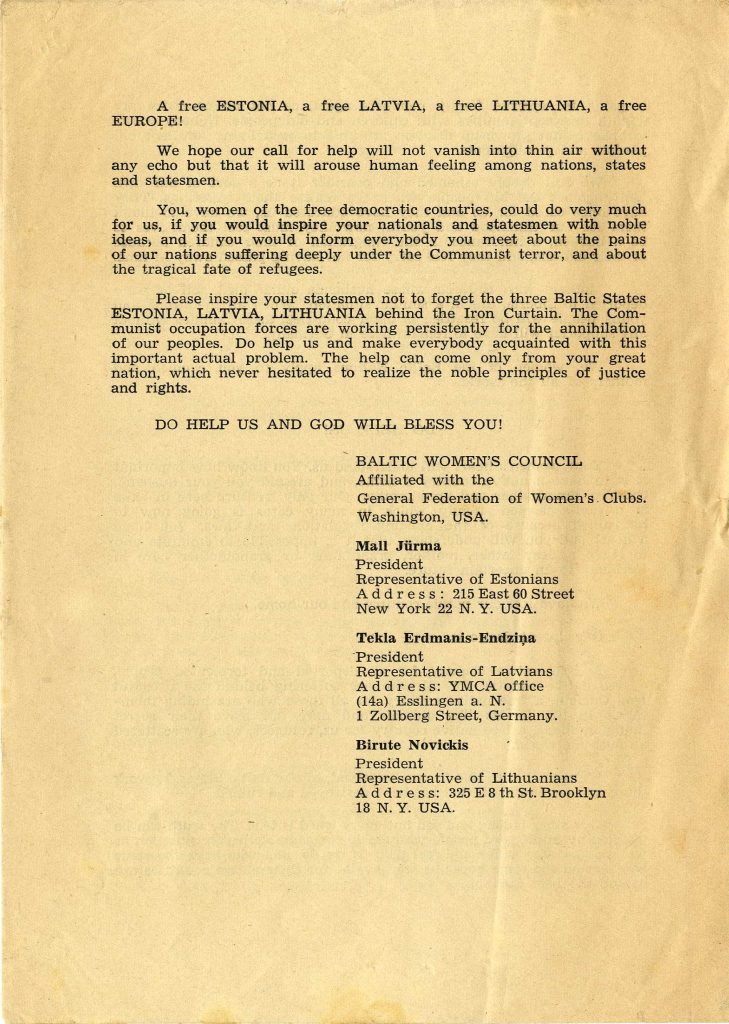 A free ESTONIA, a free LATVIA, a free LITHUANIA, a free
EUROPE!
We hope our call for help will not vanish into thin air without
any echo but that it will arouse human feeling among nations, states
and statesmen.
You, women of the free democratic countries, could do very much
for us, if you would inspire your nationals and statesmen with noble
ideas, and if you would inform everybody you meet about the pains
of our nations suffering deeply under the Communist terror, and about
the tragical fate of refugees.
Please inspire your statesmen not to forget the three Baltic States
ESTONIA, LATVIA, LITHUANIA behind the Iron Curtain. The Com-
munist occupation forces are working persistently for the annihilation
of our peoples. Do help us and make everybody acquainted with this
important actual problem. The help can come only from your great
nation, which never hesitated to realize the noble principles of justice
and rights.
DO HELP US AND GOD WILL BLESS YOU!
BALTIC WOMEN'S COUNCIL
Affiliated with the
General Federation of Women's Clubs.
Washington, USA.
Mall Jürma
President
Representative of Estonians
Address: 215 East 60 Street
New York 22 N. Y. USA.
Tekla Erdmanis-Endziņa
President
Representative of Latvians
Address: YMCA office
(14a) Esslingen a. N.
1 Zollberg Street, Germany.
Birute Novickis
President
Representative of Lithuanians
Address: 325 E 8 th St. Brooklyn
18 N. Y. USA.